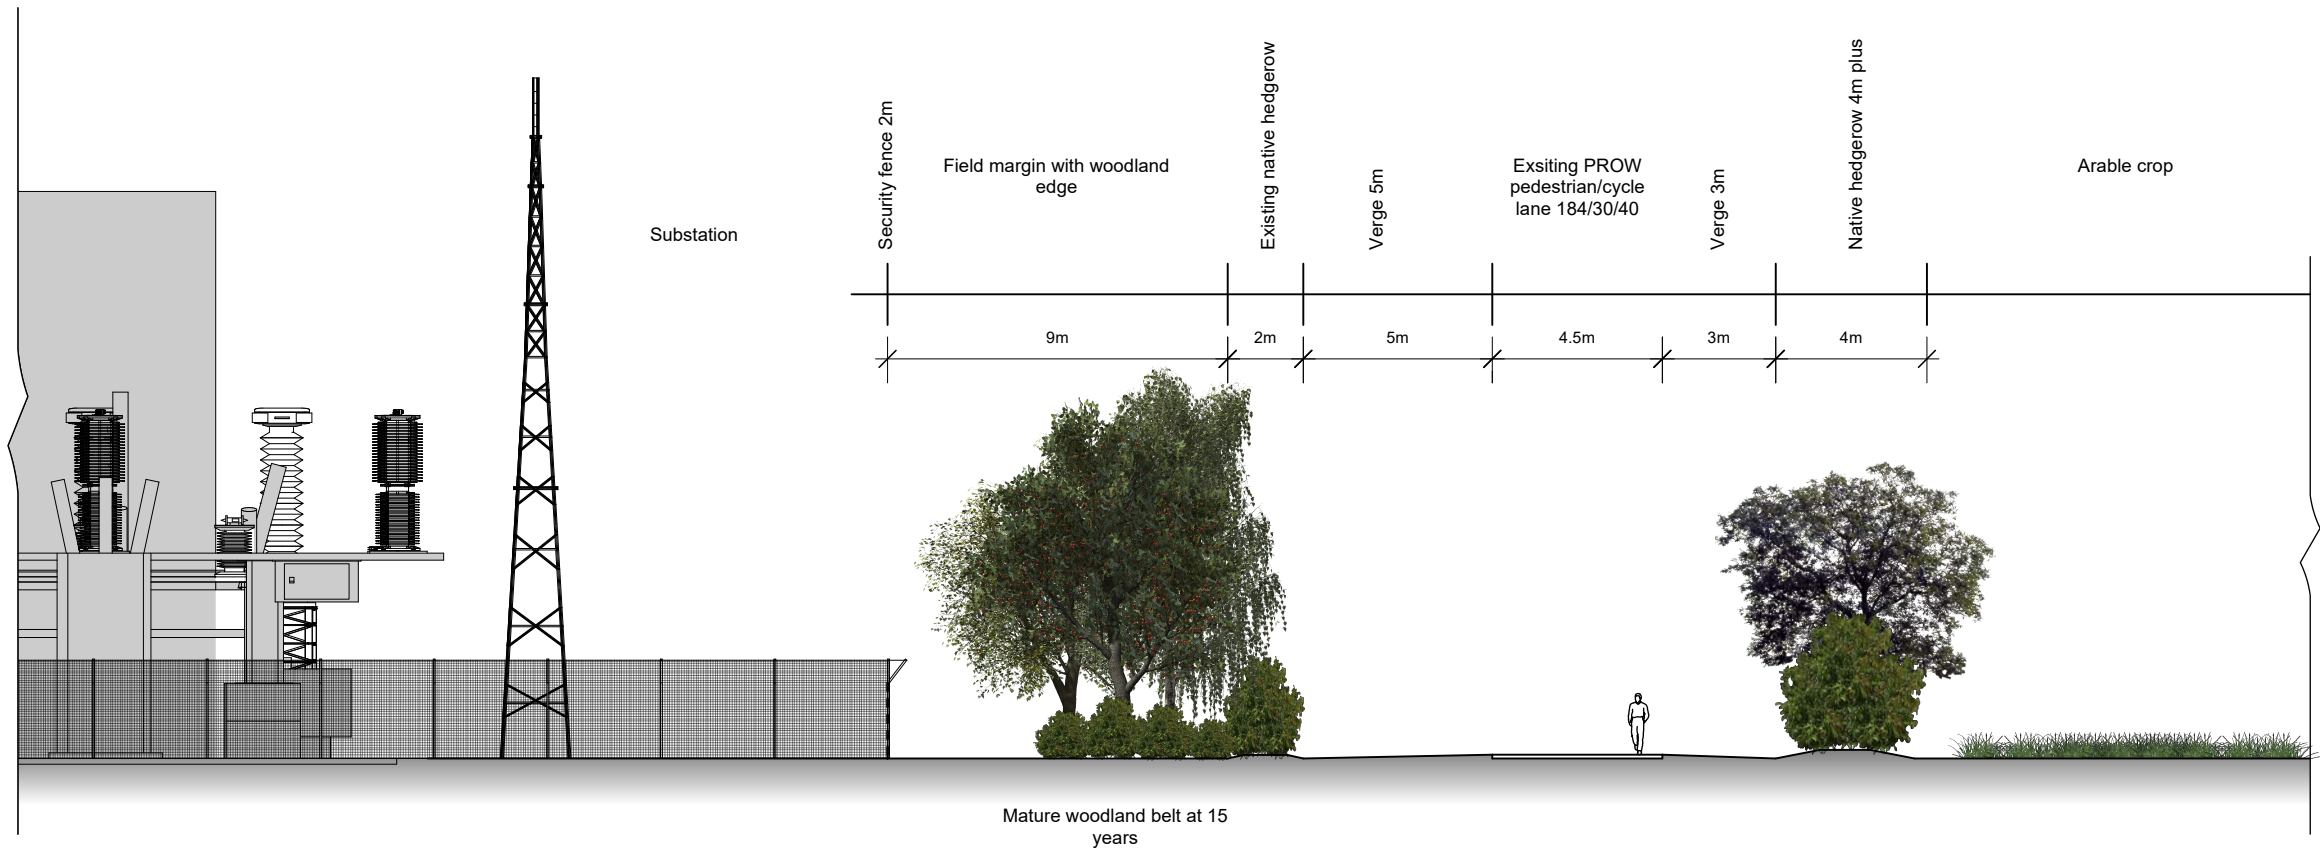 Substation
Security fence 2m
Field margin with woodland
edge
Existing native hedgerow
Verge 5m
Exsiting PROW
pedestrian/cycle
lane 184/30/40
Verge 3m
Native hedgerow 4m plus
Arable crop
9m
2m
5m
4.5m
3m
4m
Mature woodland belt at 15
years